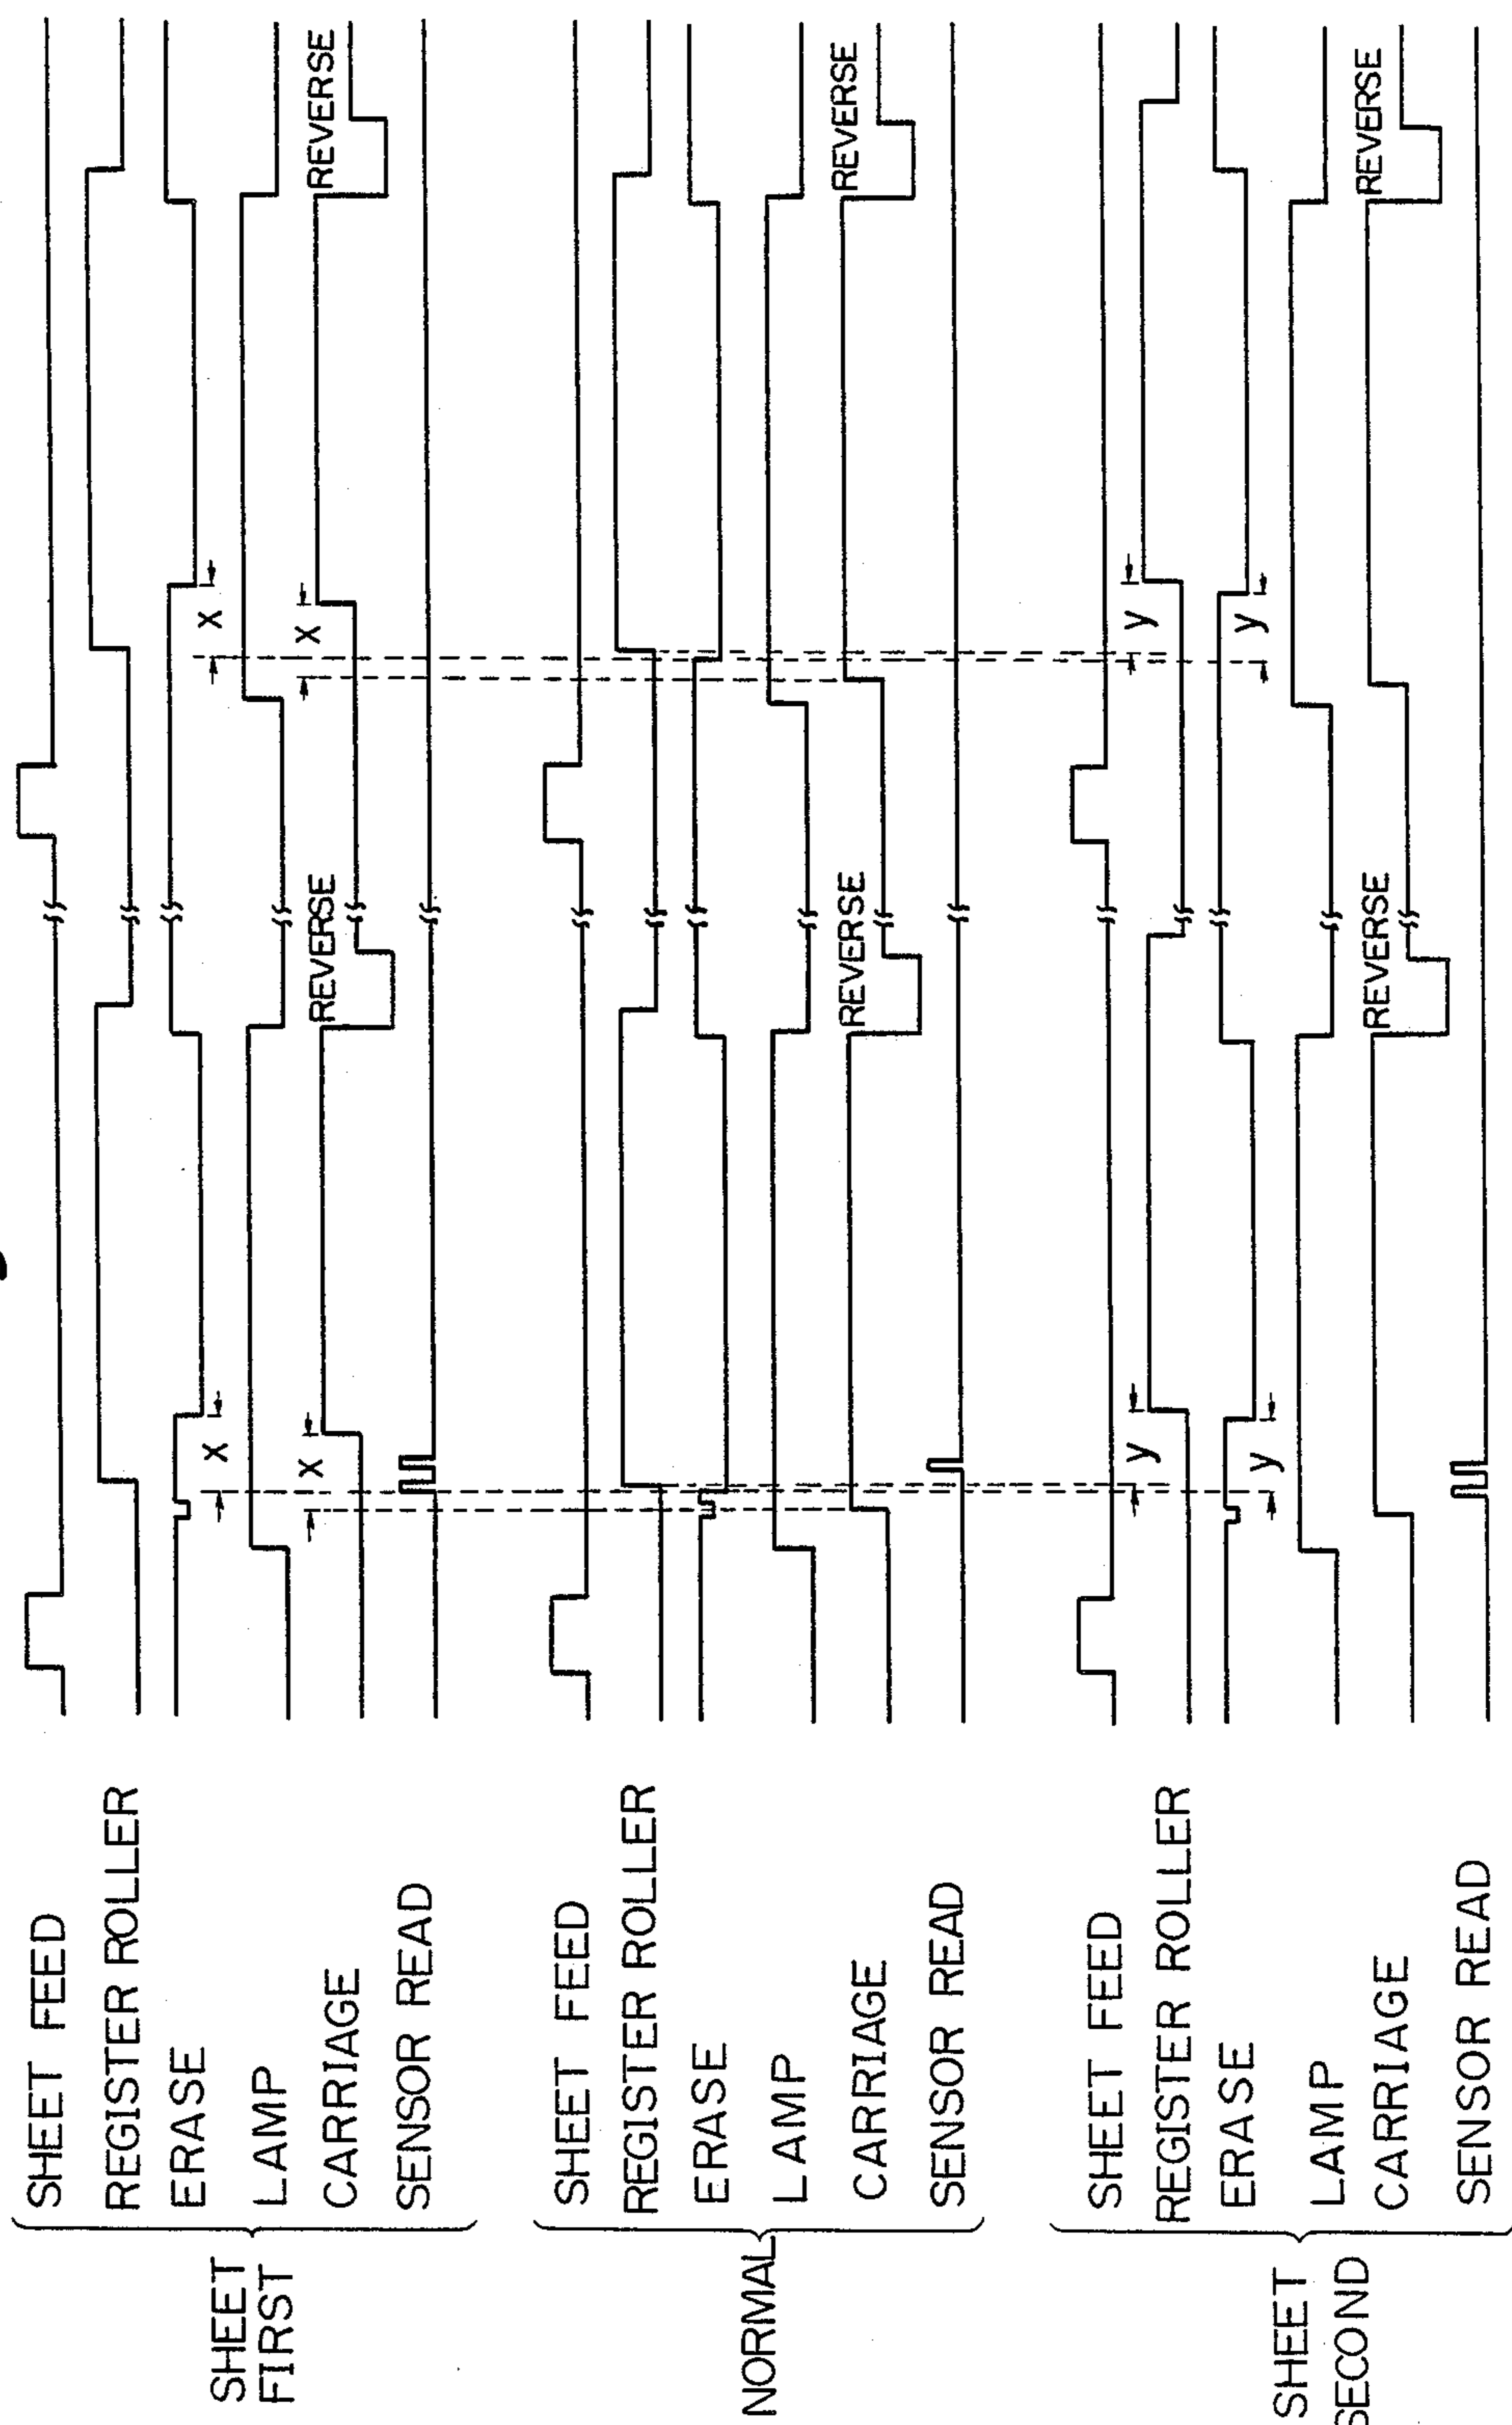 SHEET
FIRST
SHEET FEED
REGISTER ROLLER
ERASE
X
X
LAMP
CARRIAGE
X
REVERSE
X
REVERSE
SENSOR READ
NORMAL
SHEET FEED
REGISTER ROLLER
ERASE
LAMP
CARRIAGE
REVERSE
REVERSE
SENSOR READ
SHEET
SECOND
SHEET FEED
REGISTER ROLLER
y
y
ERASE
y
y
LAMP
CARRIAGE
REVERSE
REVERSE
SENSOR READ